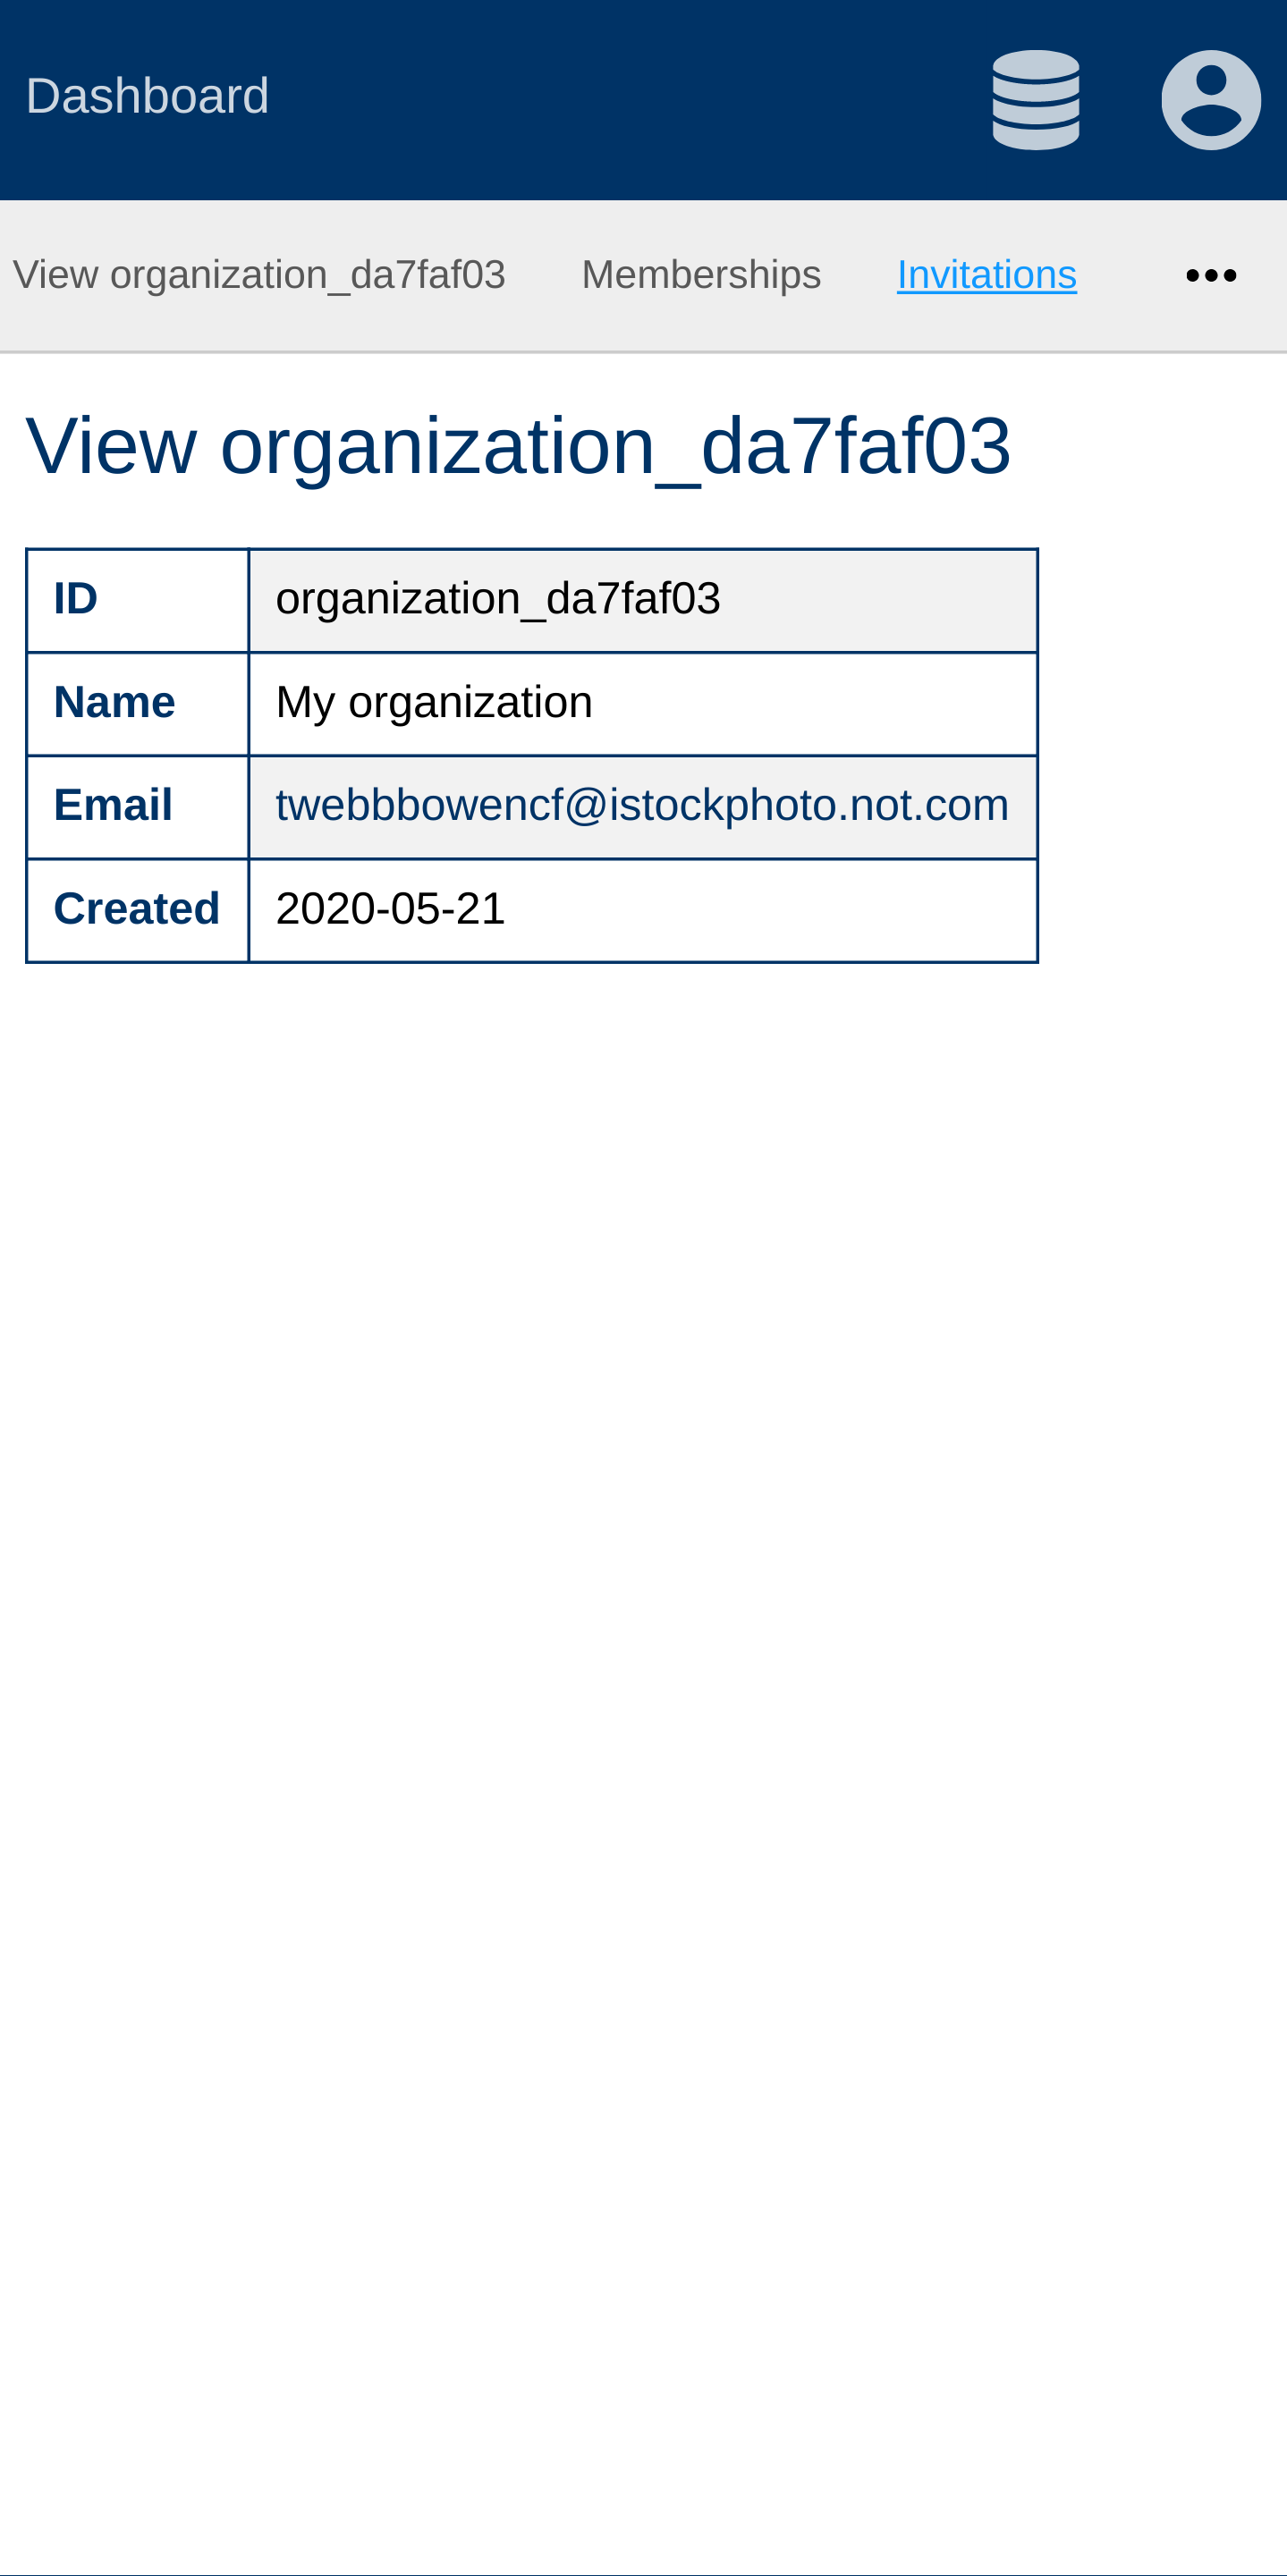 Dashboard
View organization_da7faf03 Memberships Invitations •••
View organization_da7faf03
ID organization_da7faf03
Name My organization
Email twebbbowencf@istockphoto.not.com
Created 2020-05-21